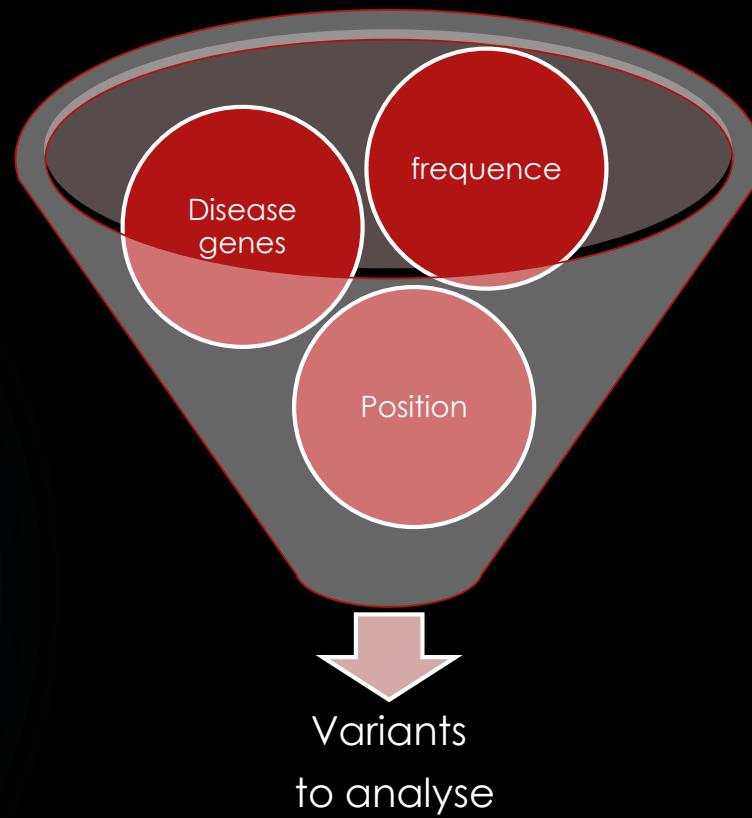 frequence
Disease
genes
Position
Variants
to analyse